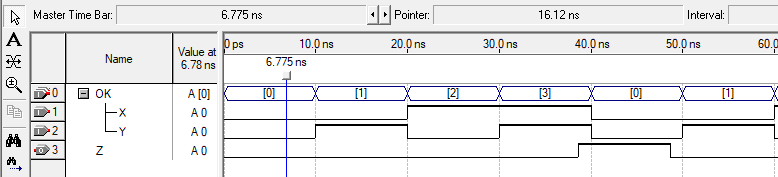 Master Time Bar: 6.775 ns Pointer: 16.12 ns Interval:
A Name Value at 6.78 ns 0 ps 10.0 ns 20.0 ns 30.0 ns 40.0 ns 50.0 ns 60.0
6.775 ns
0 OK A [0] [0] [1] [2] [3] [0] [1]
1 X A 0
2 Y A 0
3 Z A 0